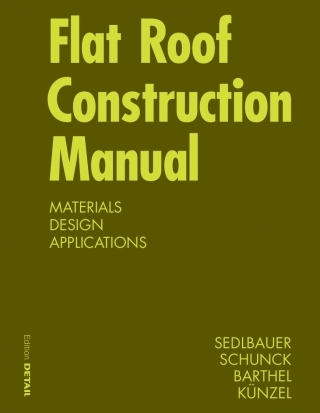 Flat Roof
Construction
Manual
MATERIALS
DESIGN
APPLICATIONS
Edition DETAIL
SEDLBAUER
SCHUNCK
BARTHEL
KÜNZEL